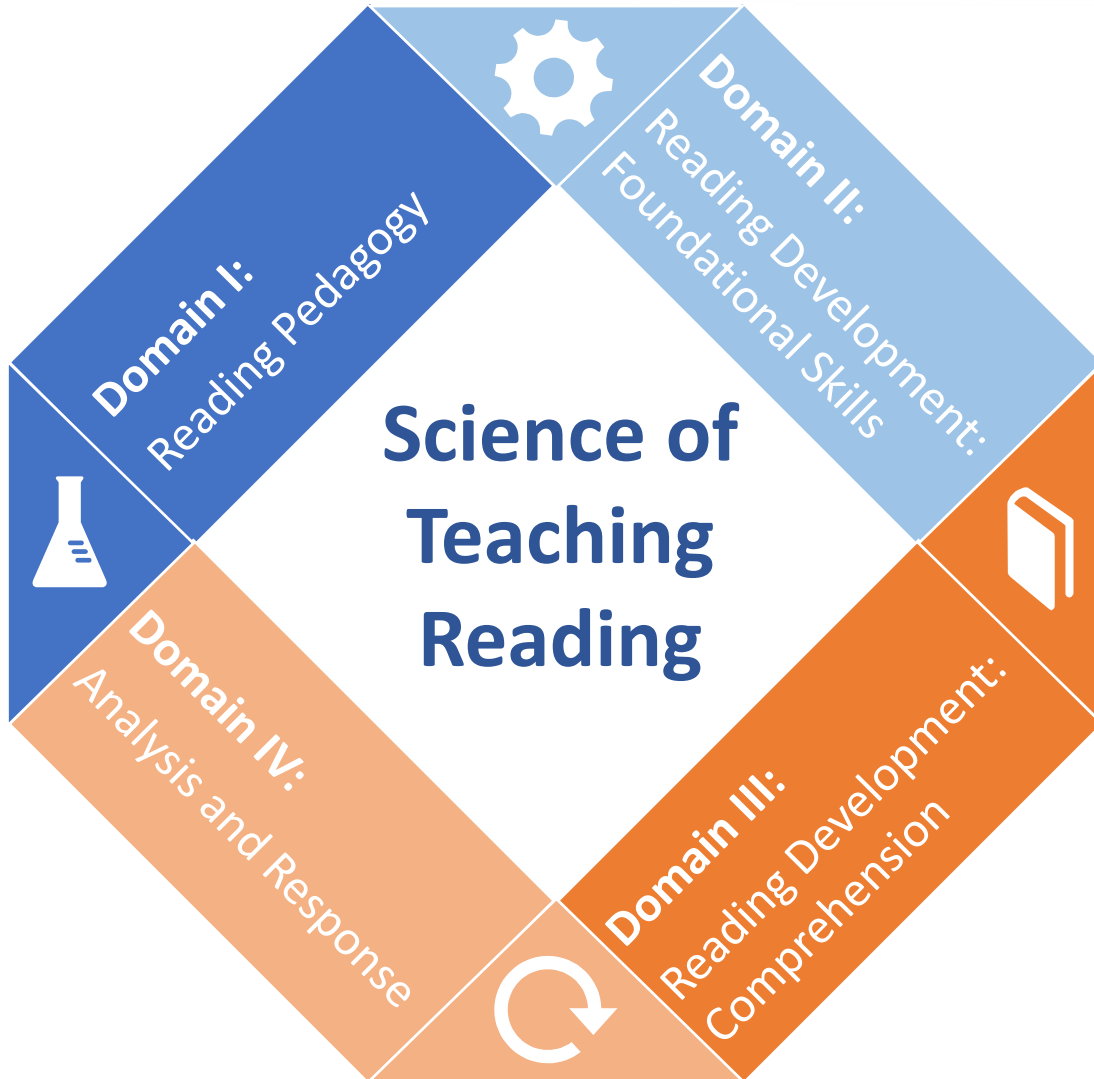 Domain I:
Reading Pedagogy
Domain II:
Reading Development:
Foundational Skills
Science of
Teaching
Reading
Domain III:
Reading Development:
Comprehension
Domain IV:
Analysis and Response